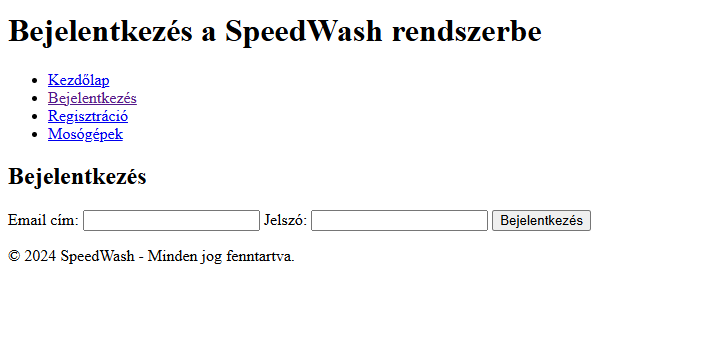 Bejelentkezés a SpeedWash rendszerbe
Kezdőlap
Bejelentkezés
Regisztráció
Mosógépek
Bejelentkezés
Email cím: Jelszó: Bejelentkezés
© 2024 SpeedWash - Minden jog fenntartva.